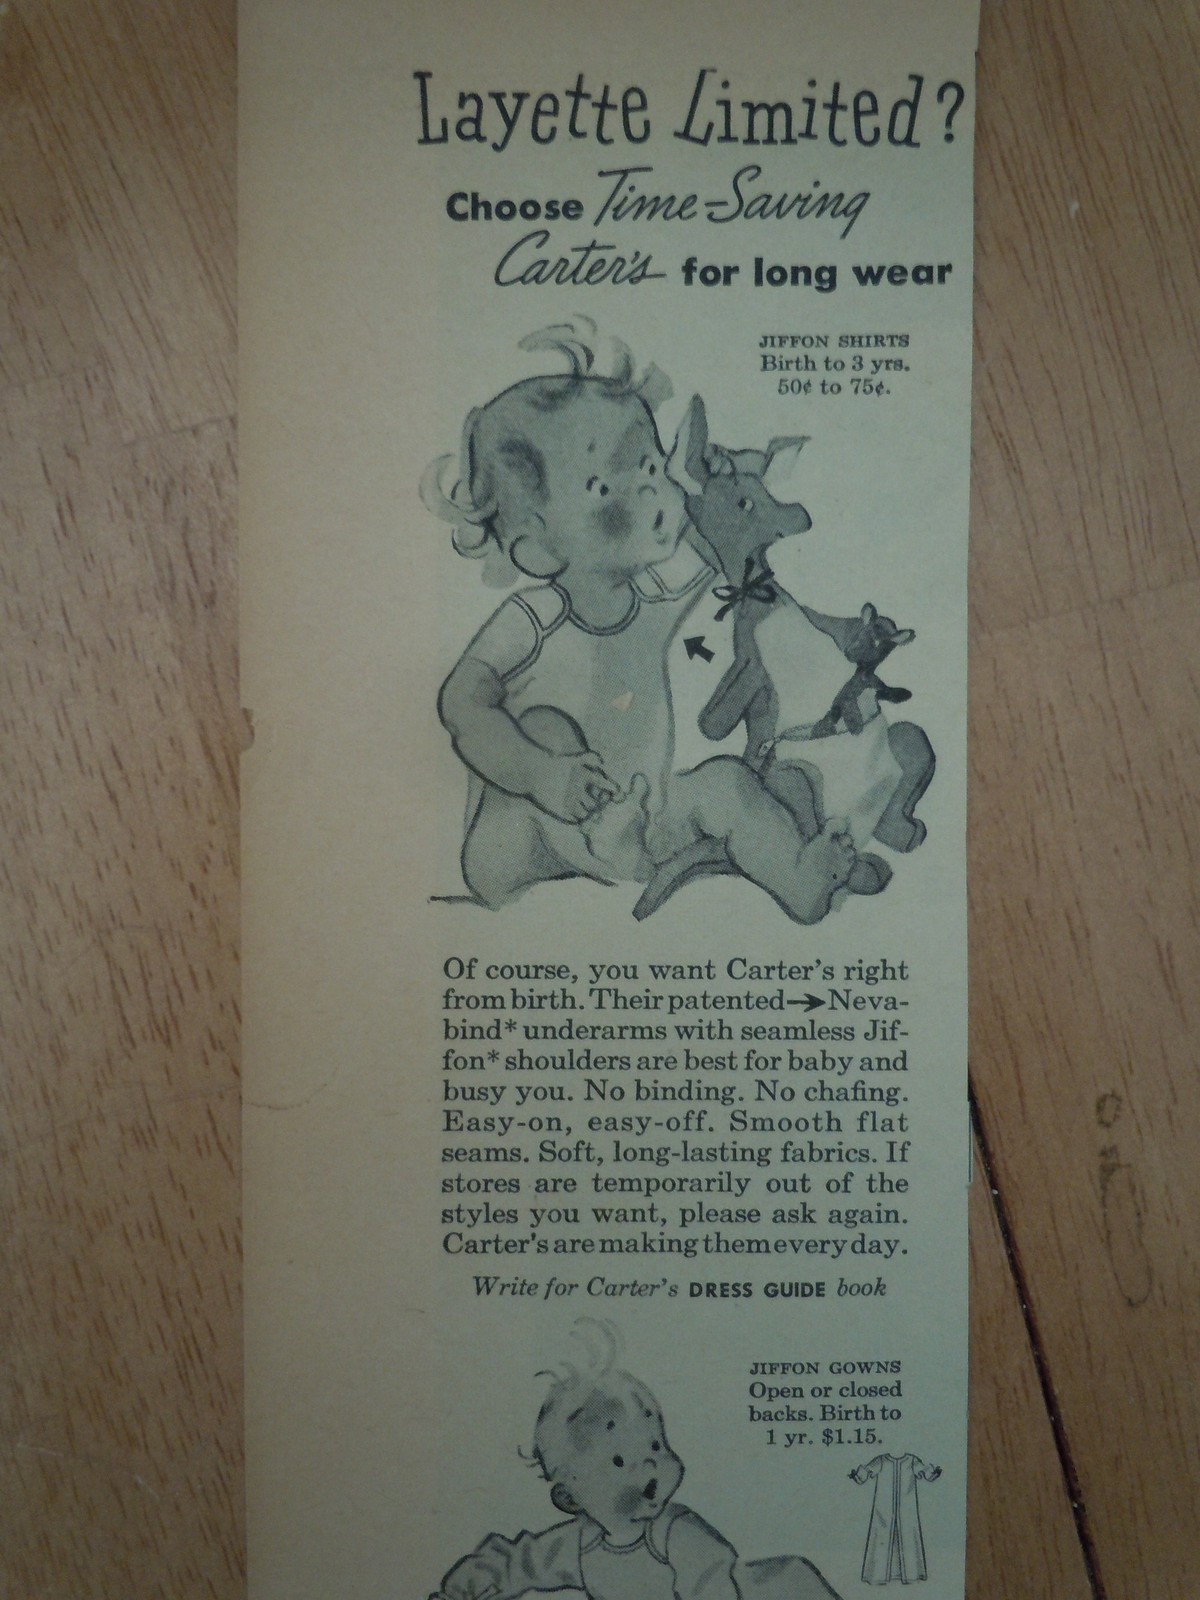 Layette Limited?
Choose Time-Saving
Carter's for long wear
JIFFON SHIRTS
Birth to 3 yrs.
50¢ to 75¢.
Of course, you want Carter's right
from birth. Their patented→Neva-
bind* underarms with seamless Jif-
fon* shoulders are best for baby and
busy you. No binding. No chafing.
Easy-on, easy-off. Smooth flat
seams. Soft, long-lasting fabrics. If
stores are temporarily out of the
styles you want, please ask again.
Carter's are making them every day.
Write for Carter's DRESS GUIDE book
JIFFON GOWNS
Open or closed
backs. Birth to
1 yr. $1.15.